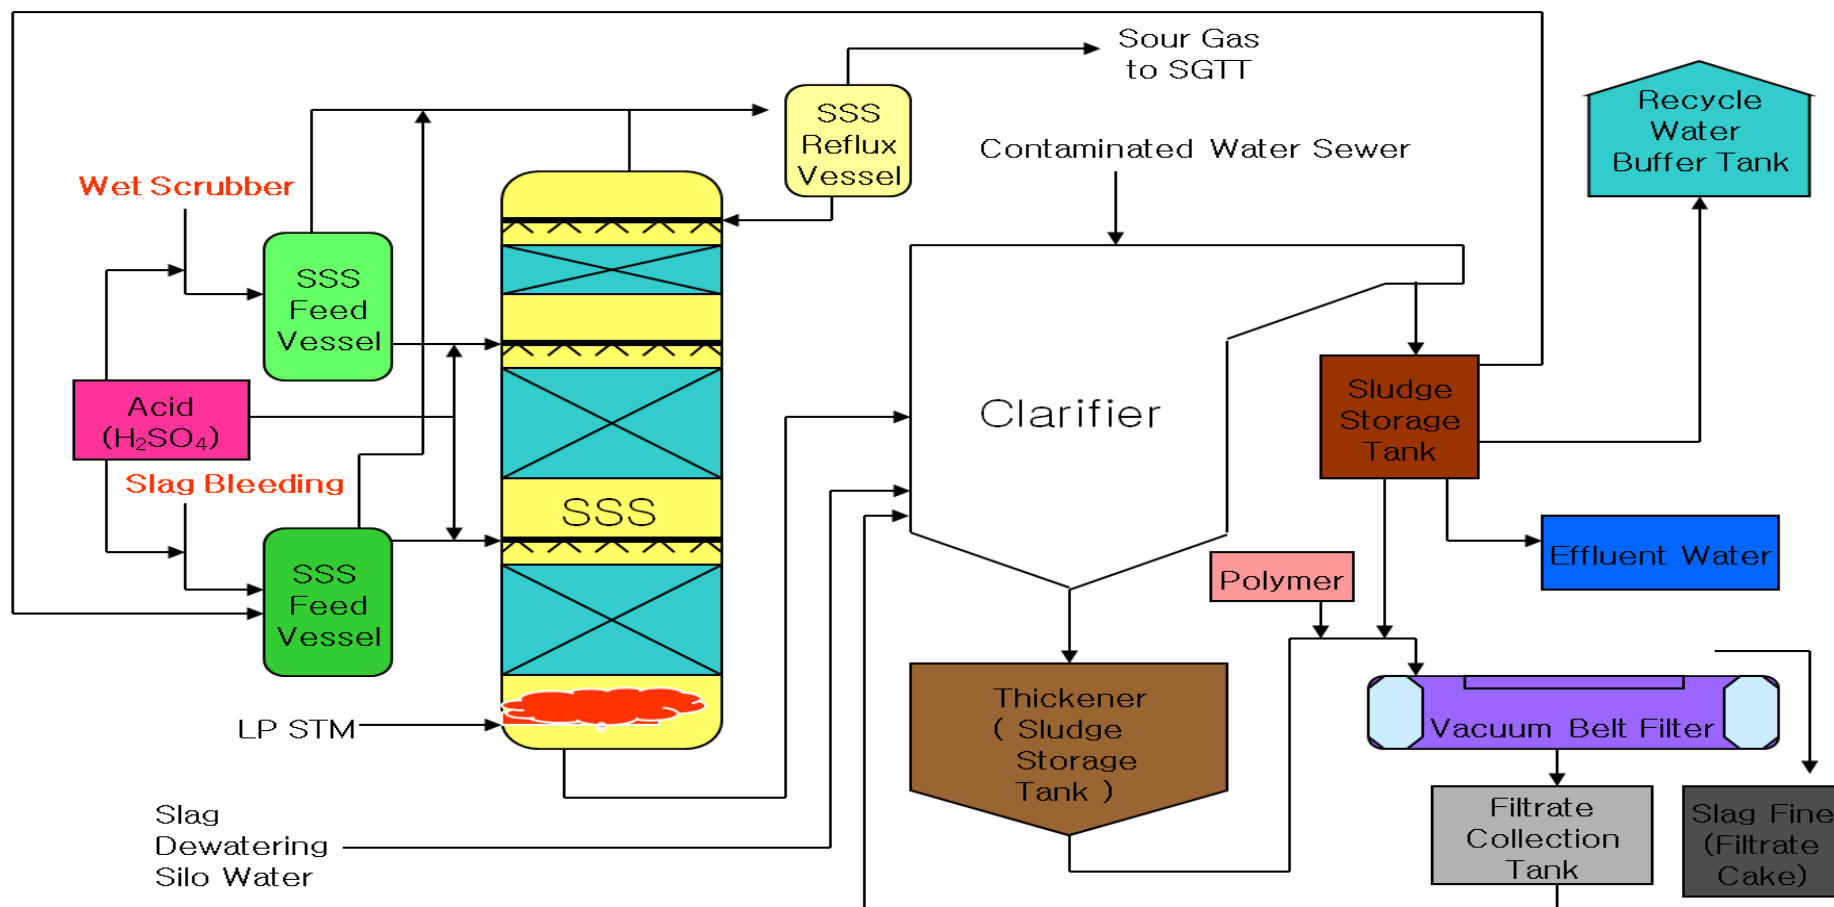 Sour Gas
to SGTT
SSS
Reflux
Vessel
Recycle
Water
Buffer Tank
Contaminated Water Sewer
Wet Scrubber
SSS
Feed
Vessel
Acid
(H₂SO₄)
Slag Bleeding
SSS
Feed
Vessel
SSS
LP STM
Slag
Dewatering
Silo Water
Clarifier
Sludge
Storage
Tank
Effluent Water
Polymer
Thickener
( Sludge
Storage
Tank )
Vacuum Belt Filter
Filtrate
Collection
Tank
Slag Fine
(Filtrate
Cake)